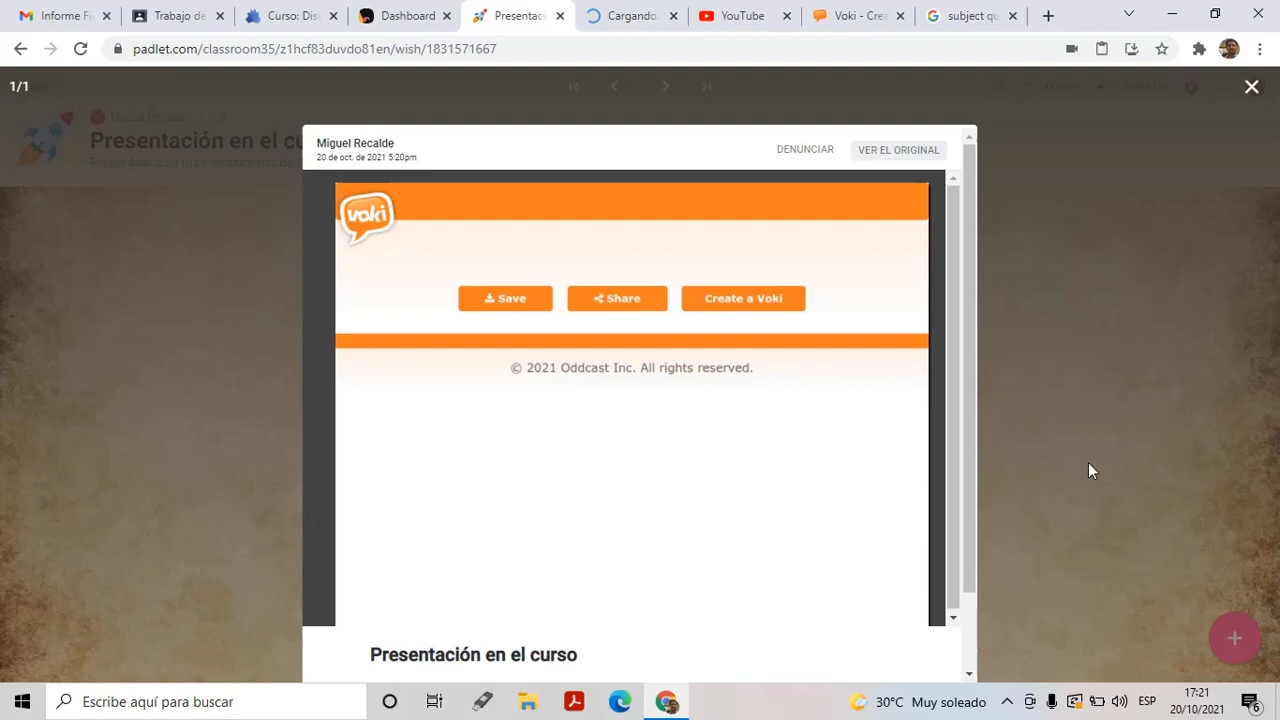 Informe Fi
Trabajo de
Curso: Dis
Dashboard
Presentaci
Cargando.
YouTube
Voki - Crea
subject qu
padlet.com/classroom35/z1hcf83duvdo81en/wish/1831571667
1/1
Presentación en el cu
Miguel Recalde
20 de oct. de 2021 5:20pm
DENUNCIAR
VER EL ORIGINAL
voki
Save
Share
Create a Voki
© 2021 Oddcast Inc. All rights reserved.
Presentación en el curso
Escribe aquí para buscar
30°C Muy soleado
ESP
17:21
20/10/2021
6